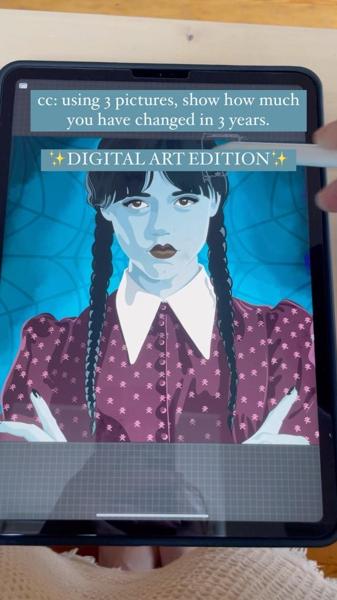 cc: using 3 pictures, show how much
you have changed in 3 years.
✨DIGITAL ART EDITION✨